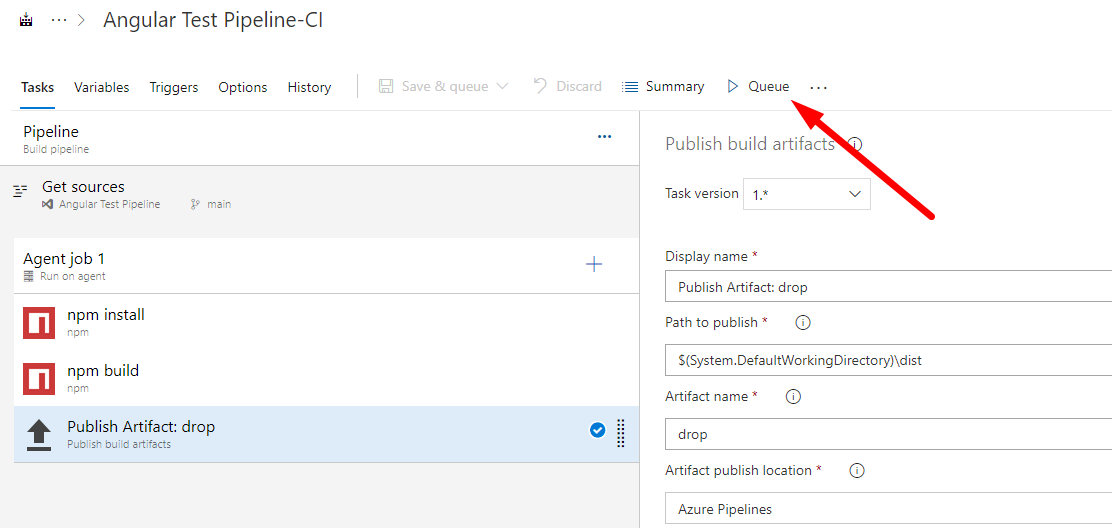 ... > Angular Test Pipeline-CI
Tasks Variables Triggers Options History Save & queue Discard Summary Queue ...
Pipeline
Build pipeline
Get sources
Angular Test Pipeline main
Agent job 1
Run on agent
npm install
npm
npm build
npm
Publish Artifact: drop
Publish build artifacts
Publish build artifacts
Task version 1.*
Display name *
Publish Artifact: drop
Path to publish *
$(System.DefaultWorkingDirectory)\dist
Artifact name *
drop
Artifact publish location *
Azure Pipelines